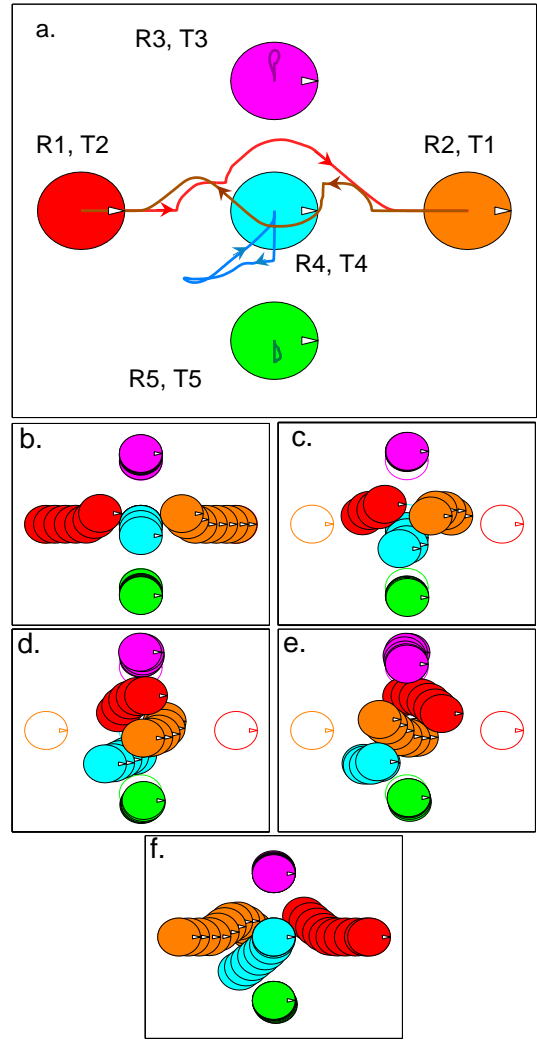 a.
R3, T3
R1, T2
R2, T1
R4, T4
R5, T5
b.
c.
d.
e.
f.